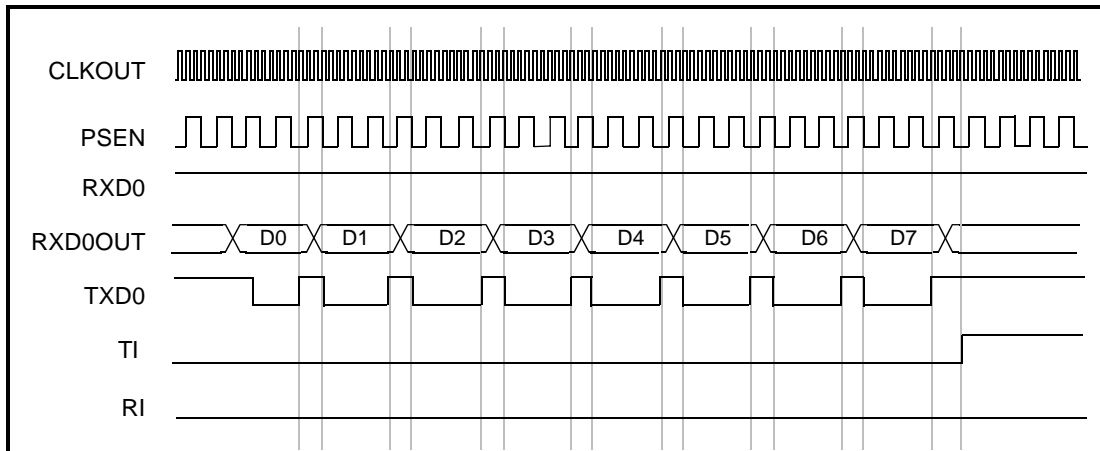 CLKOUT
PSEN
RXD0
RXD0OUT D0 D1 D2 D3 D4 D5 D6 D7
TXD0
TI
RI